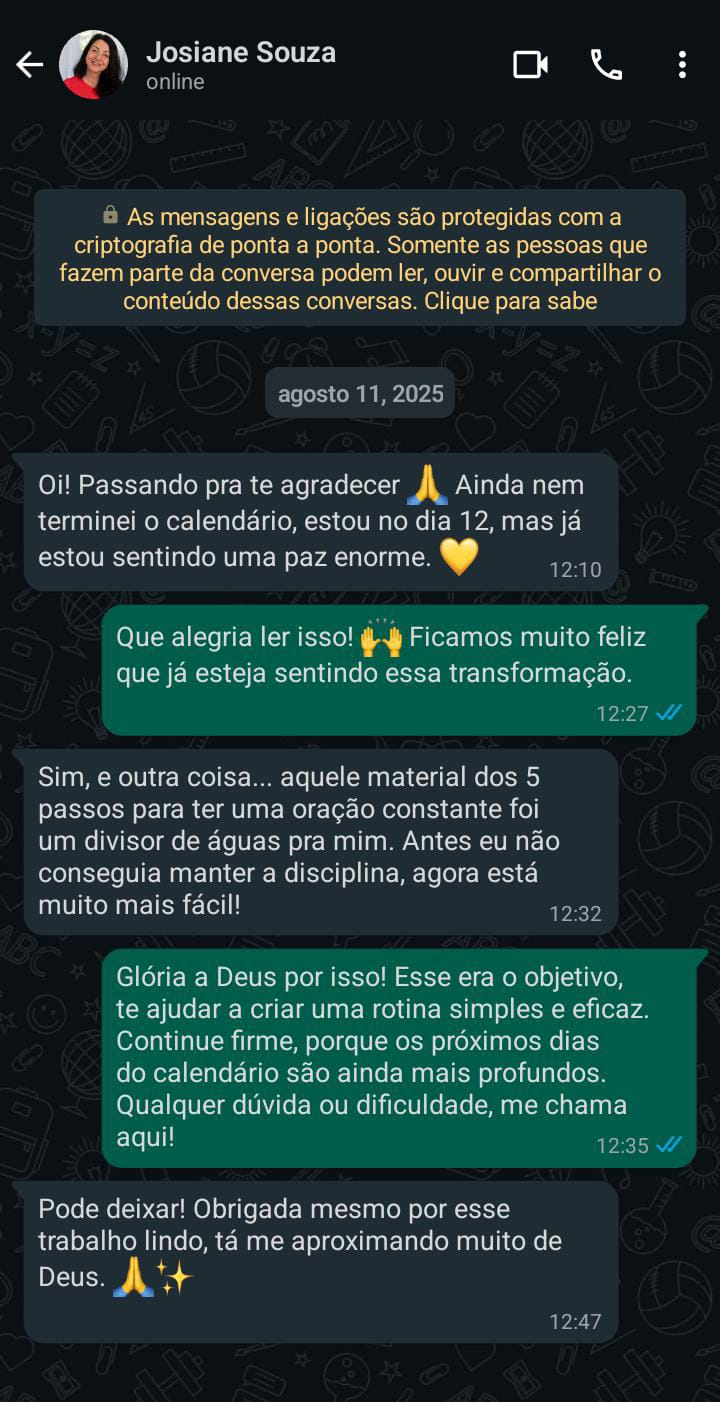 Josiane Souza
online
🔒 As mensagens e ligações são protegidas com a
criptografia de ponta a ponta. Somente as pessoas que
fazem parte da conversa podem ler, ouvir e compartilhar o
conteúdo dessas conversas. Clique para sabe
agosto 11, 2025
Oi! Passando pra te agradecer 🙏 Ainda nem
terminei o calendário, estou no dia 12, mas já
estou sentindo uma paz enorme. 💛
12:10
Que alegria ler isso! 🙌 Ficamos muito feliz
que já esteja sentindo essa transformação.
12:27
Sim, e outra coisa... aquele material dos 5
passos para ter uma oração constante foi
um divisor de águas pra mim. Antes eu não
conseguia manter a disciplina, agora está
muito mais fácil!
12:32
Glória a Deus por isso! Esse era o objetivo,
te ajudar a criar uma rotina simples e eficaz.
Continue firme, porque os próximos dias
do calendário são ainda mais profundos.
Qualquer dúvida ou dificuldade, me chama
aqui!
12:35
Pode deixar! Obrigada mesmo por esse
trabalho lindo, tá me aproximando muito de
Deus. 🙏✨
12:47